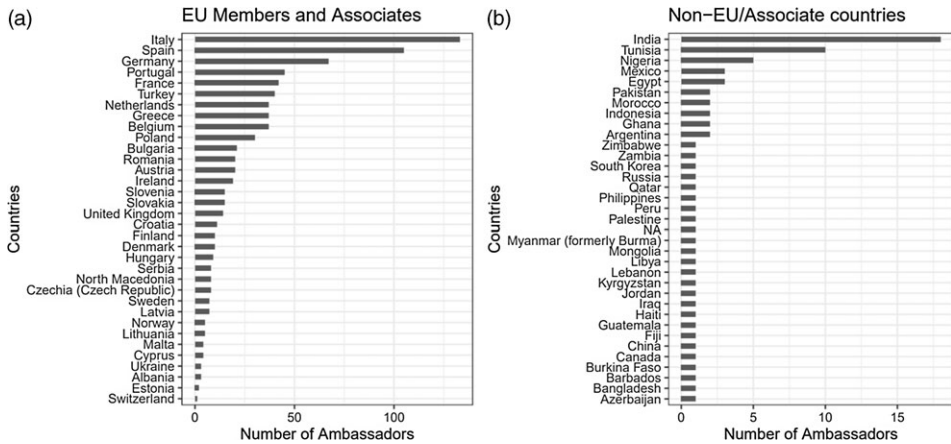 (a)
EU Members and Associates
Countries
Italy
Spain
Germany
Portugal
France
Turkey
Netherlands
Greece
Belgium
Poland
Bulgaria
Romania
Austria
Ireland
Slovenia
Slovakia
United Kingdom
Croatia
Finland
Denmark
Hungary
Serbia
North Macedonia
Czechia (Czech Republic)
Sweden
Latvia
Norway
Lithuania
Malta
Cyprus
Ukraine
Albania
Estonia
Switzerland
0 50 100
Number of Ambassadors
(b)
Non-EU/Associate countries
Countries
India
Tunisia
Nigeria
Mexico
Egypt
Pakistan
Morocco
Indonesia
Ghana
Argentina
Zimbabwe
Zambia
South Korea
Russia
Qatar
Philippines
Peru
Palestine
NA
Myanmar (formerly Burma)
Mongolia
Libya
Lebanon
Kyrgyzstan
Jordan
Iraq
Haiti
Guatemala
Fiji
China
Canada
Burkina Faso
Barbados
Bangladesh
Azerbaijan
0 5 10 15
Number of Ambassadors